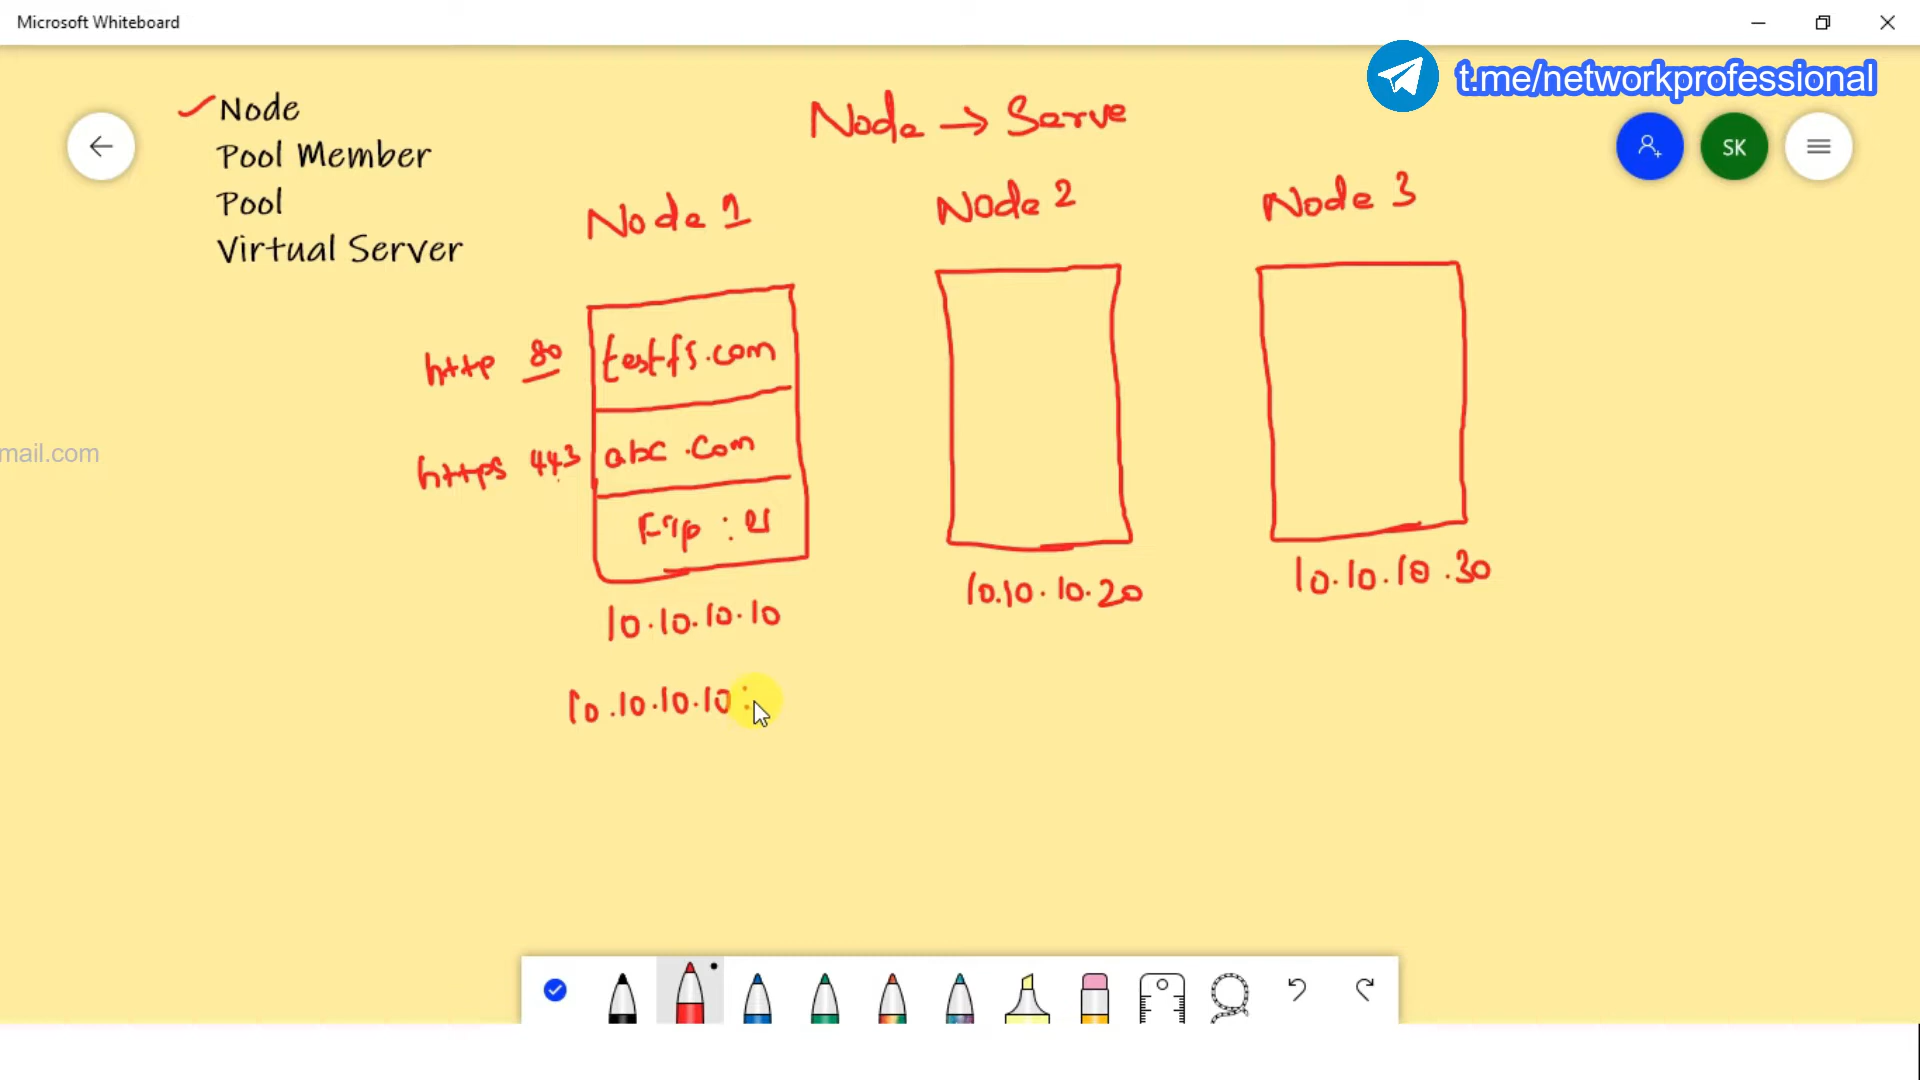 Microsoft Whiteboard
t.me/networkprofessional
Node
Pool Member
Pool
Virtual Server
Node → Serve
SK
Node 1
Node 2
Node 3
http 80
testfs.com
https 443
abc.com
mail.com
Ftp : 21
10.10.10.10
10.10.10.20
10.10.10.30
10.10.10.10 :